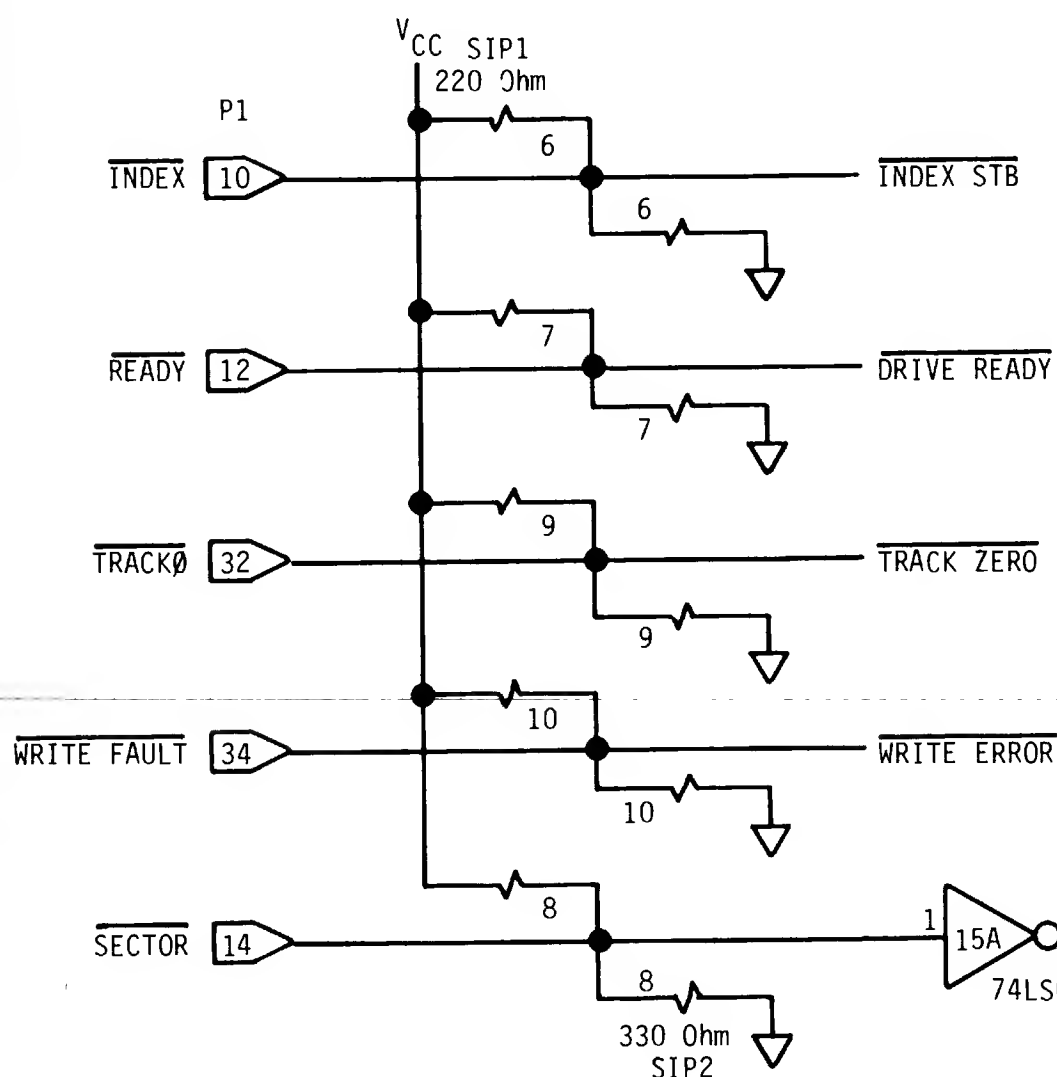 VCC SIP1
220 Ohm
P1
6
INDEX 10 INDEX STB
6
7
READY 12 DRIVE READY
7
9
TRACKØ 32 TRACK ZERO
9
10
WRITE FAULT 34 WRITE ERROR
10
8
SECTOR 14 1 15A
8
330 Ohm
SIP2